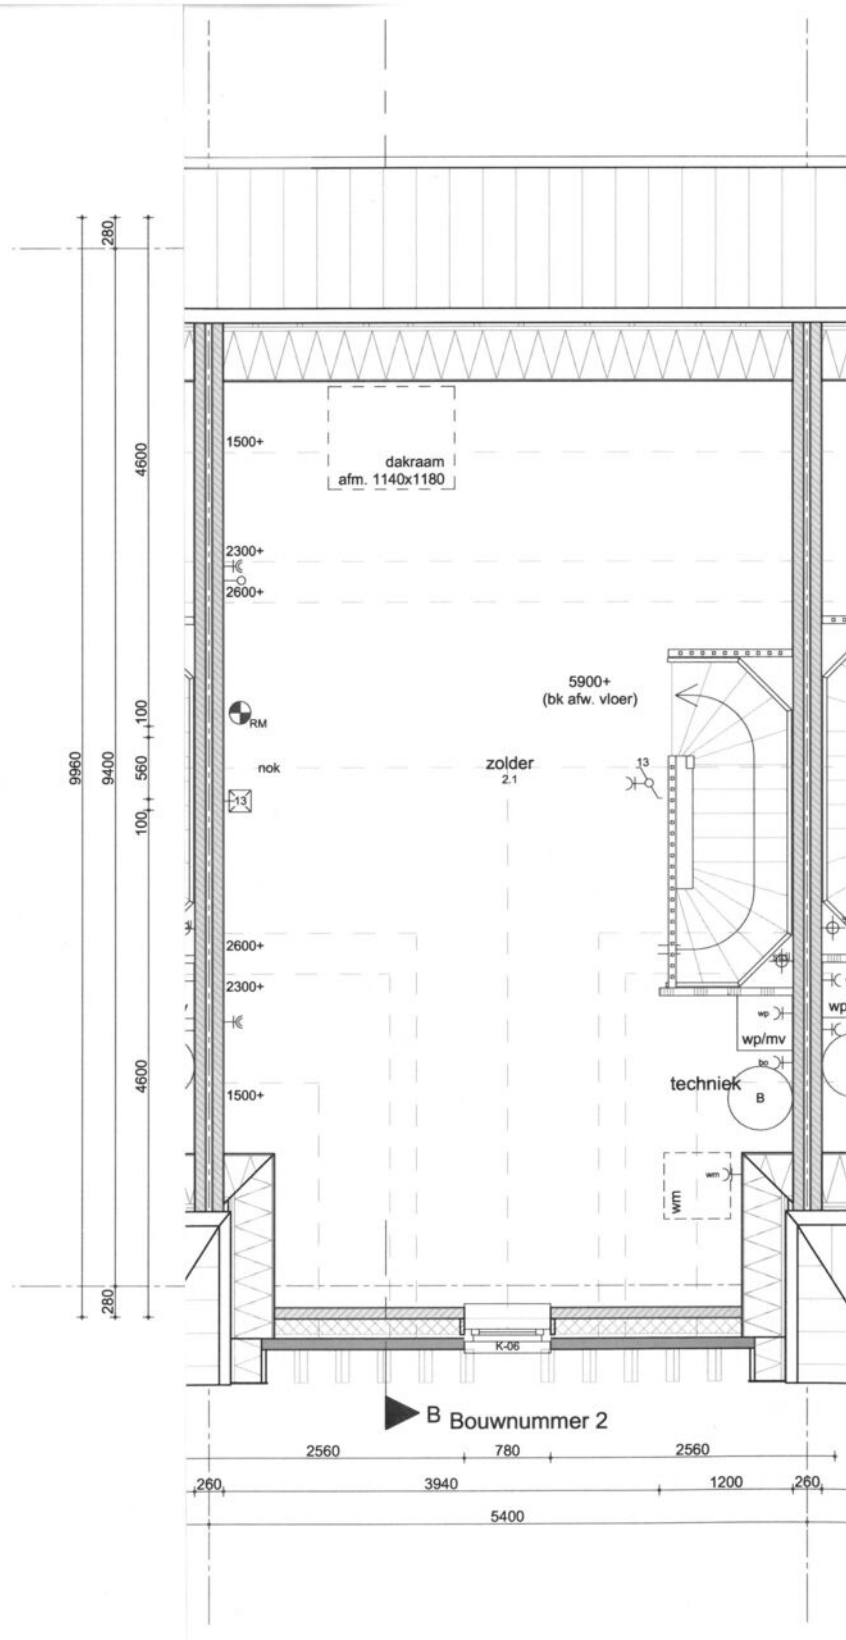 280
1500+
4600
dakraam
afm. 1140x1180
2300+
2600+
5900+
(bk afw. vloer)
100
RM
9960
9400
560
nok
zolder
2.1
13
13
100
2600+
2300+
wp
wp
wp/mv
bo
4600
1500+
techniek
B
wm
wm
280
K-06
B Bouwnummer 2
2560 780 2560
260 3940 1200 260
5400